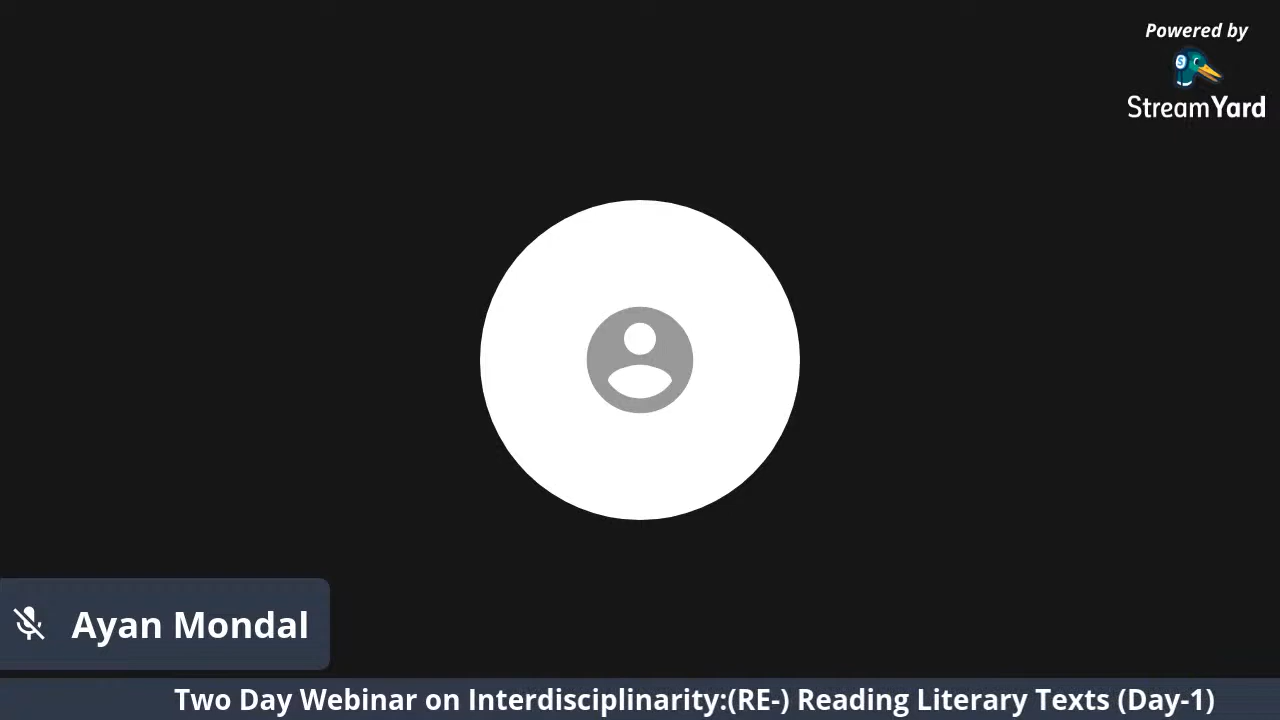 Powered by
S
StreamYard
Ayan Mondal
Two Day Webinar on Interdisciplinarity:(RE-) Reading Literary Texts (Day-1)